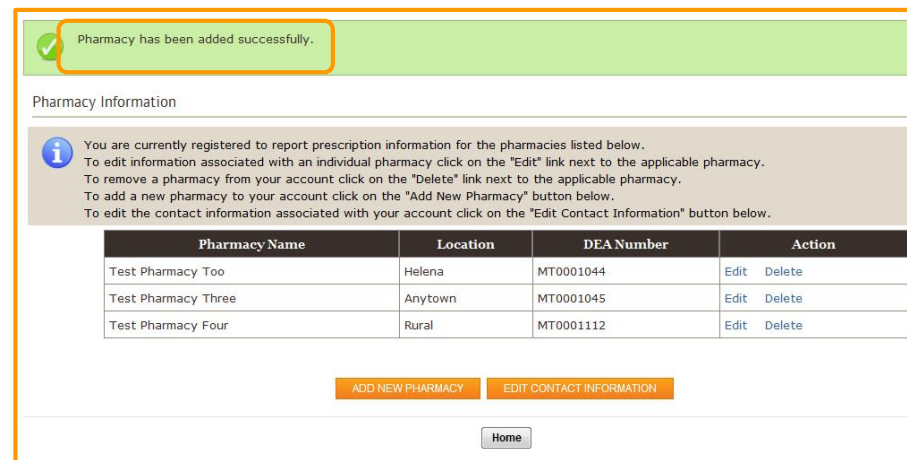 Pharmacy has been added successfully.
Pharmacy Information
You are currently registered to report prescription information for the pharmacies listed below.
To edit information associated with an individual pharmacy click on the "Edit" link next to the applicable pharmacy.
To remove a pharmacy from your account click on the "Delete" link next to the applicable pharmacy.
To add a new pharmacy to your account click on the "Add New Pharmacy" button below.
To edit the contact information associated with your account click on the "Edit Contact Information" button below.
Pharmacy Name Location DEA Number Action
Test Pharmacy Too Helena MT0001044 Edit Delete
Test Pharmacy Three Anytown MT0001045 Edit Delete
Test Pharmacy Four Rural MT0001112 Edit Delete
ADD NEW PHARMACY EDIT CONTACT INFORMATION
Home